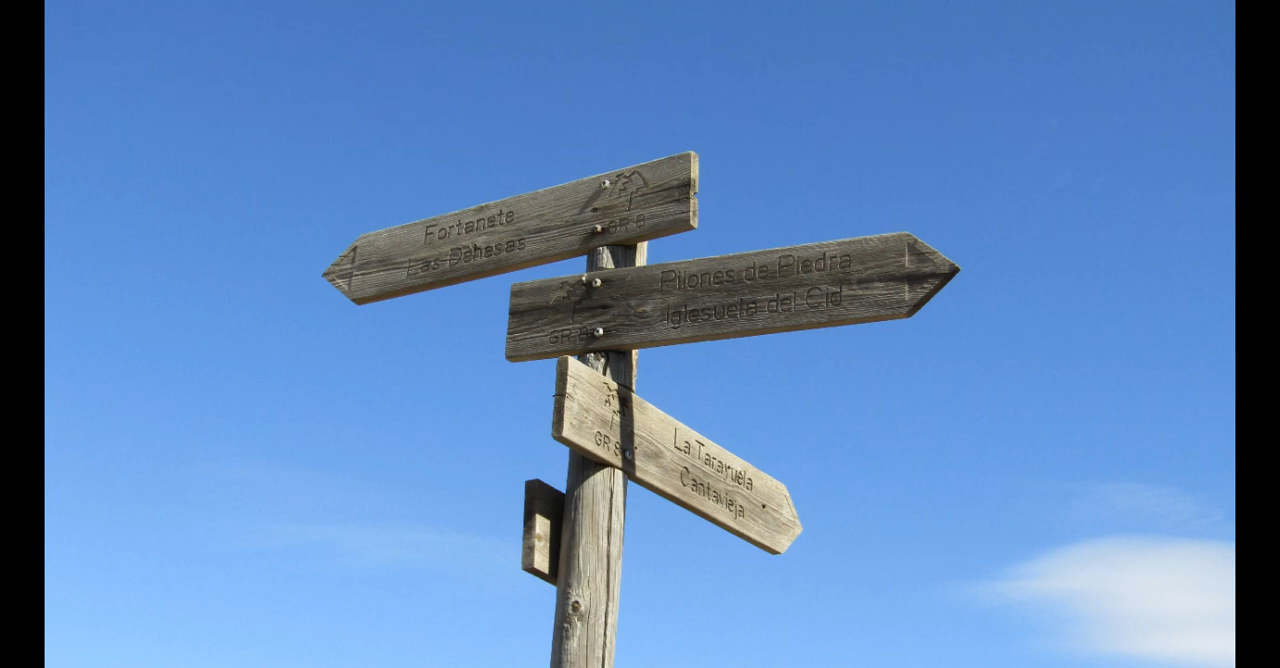 Fortanete
Las Dehesas
GR 8
Pilones de Piedra
Iglesuela del Cid
GR-8
La Tarayuela
Cantavieja
GR 8